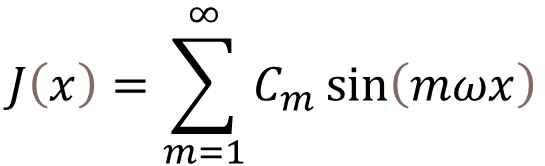 J(x) = ∑_{m=1}^{∞} C_m sin(mωx)